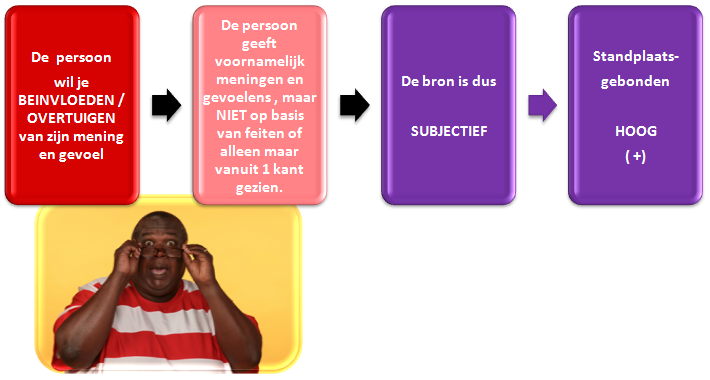 De persoon
wil je
BEINVLOEDEN /
OVERTUIGEN
van zijn mening
en gevoel
De persoon
geeft
voornamelijk
meningen en
gevoelens , maar
NIET op basis
van feiten of
alleen maar
vanuit 1 kant
gezien.
De bron is dus
SUBJECTIEF
Standplaats-
gebonden
HOOG
( +)